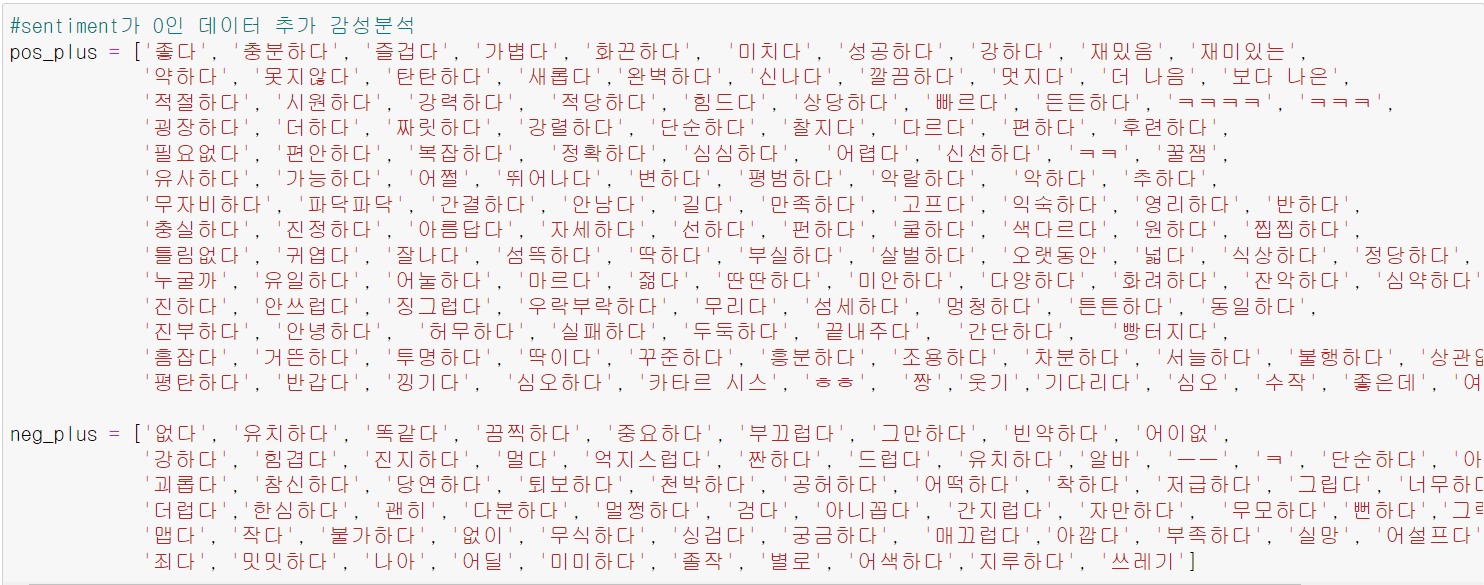 #sentiment가 0인 데이터 추가 감성분석
pos_plus = ['좋다', '충분하다', '즐겁다', '가볍다', '화끈하다', '미치다', '성공하다', '강하다', '재밌음', '재미있는',
'약하다', '못지않다', '탄탄하다', '새롭다','완벽하다', '신나다', '깔끔하다', '멋지다', '더 나음', '보다 나은',
'적절하다', '시원하다', '강력하다', '적당하다', '힘드다', '상당하다', '빠르다', '든든하다', 'ㅋㅋㅋㅋ', 'ㅋㅋㅋ',
'굉장하다', '더하다', '짜릿하다', '강렬하다', '단순하다', '찰지다', '다르다', '편하다', '후련하다',
'필요없다', '편안하다', '복잡하다', '정확하다', '심심하다', '어렵다', '신선하다', 'ㅋㅋ', '꿀잼',
'유사하다', '가능하다', '어쩔', '뛰어나다', '변하다', '평범하다', '악랄하다', '악하다', '추하다',
'무자비하다', '파닥파닥', '간결하다', '안남다', '길다', '만족하다', '고프다', '익숙하다', '영리하다', '반하다',
'충실하다', '진정하다', '아름답다', '자세하다', '선하다', '펀하다', '쿨하다', '색다르다', '원하다', '찝찝하다',
'틀림없다', '귀엽다', '잘나다', '섬뜩하다', '딱하다', '부실하다', '살벌하다', '오랫동안', '넓다', '식상하다', '정당하다',
'누굴까', '유일하다', '어눌하다', '마르다', '젊다', '딴딴하다', '미안하다', '다양하다', '화려하다', '잔악하다', '심약하다'
'진하다', '안쓰럽다', '징그럽다', '우락부락하다', '무리다', '섬세하다', '멍청하다', '튼튼하다', '동일하다',
'진부하다', '안녕하다', '허무하다', '실패하다', '두둑하다', '끝내주다', '간단하다', '빵터지다',
'흠잡다', '거뜬하다', '투명하다', '딱이다', '꾸준하다', '흥분하다', '조용하다', '차분하다', '서늘하다', '불행하다', '상관없
'평탄하다', '반갑다', '낑기다', '심오하다', '카타르 시스', 'ㅎㅎ', '짱','웃기','기다리다', '심오', '수작', '좋은데', '여
neg_plus = ['없다', '유치하다', '똑같다', '끔찍하다', '중요하다', '부끄럽다', '그만하다', '빈약하다', '어이없',
'강하다', '힘겹다', '진지하다', '멀다', '억지스럽다', '짠하다', '드럽다', '유치하다','알바', 'ㅡㅡ', 'ㅋ', '단순하다', '아
'괴롭다', '참신하다', '당연하다', '퇴보하다', '천박하다', '공허하다', '어떡하다', '착하다', '저급하다', '그립다', '너무하다
'더럽다','한심하다', '괜히', '다분하다', '멀쩡하다', '검다', '아니꼽다', '간지럽다', '자만하다', '무모하다','뻔하다',
'맵다', '작다', '불가하다', '없이', '무식하다', '싱겁다', '궁금하다', '매끄럽다','아깝다', '부족하다', '실망', '어설프다'
'죄다', '밋밋하다', '나아', '어딜', '미미하다', '졸작', '별로', '어색하다','지루하다', '쓰레기']